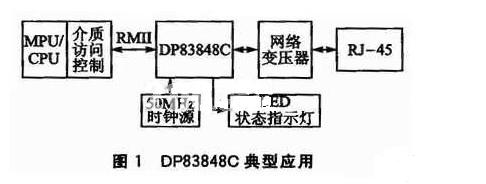 MPU/
CPU
介质
访问
控制
RMII
DP83848C
网络
变压器
RJ-45
50MHz
时钟源
ED
状态指示灯
图 1 DP83848C 典型应用